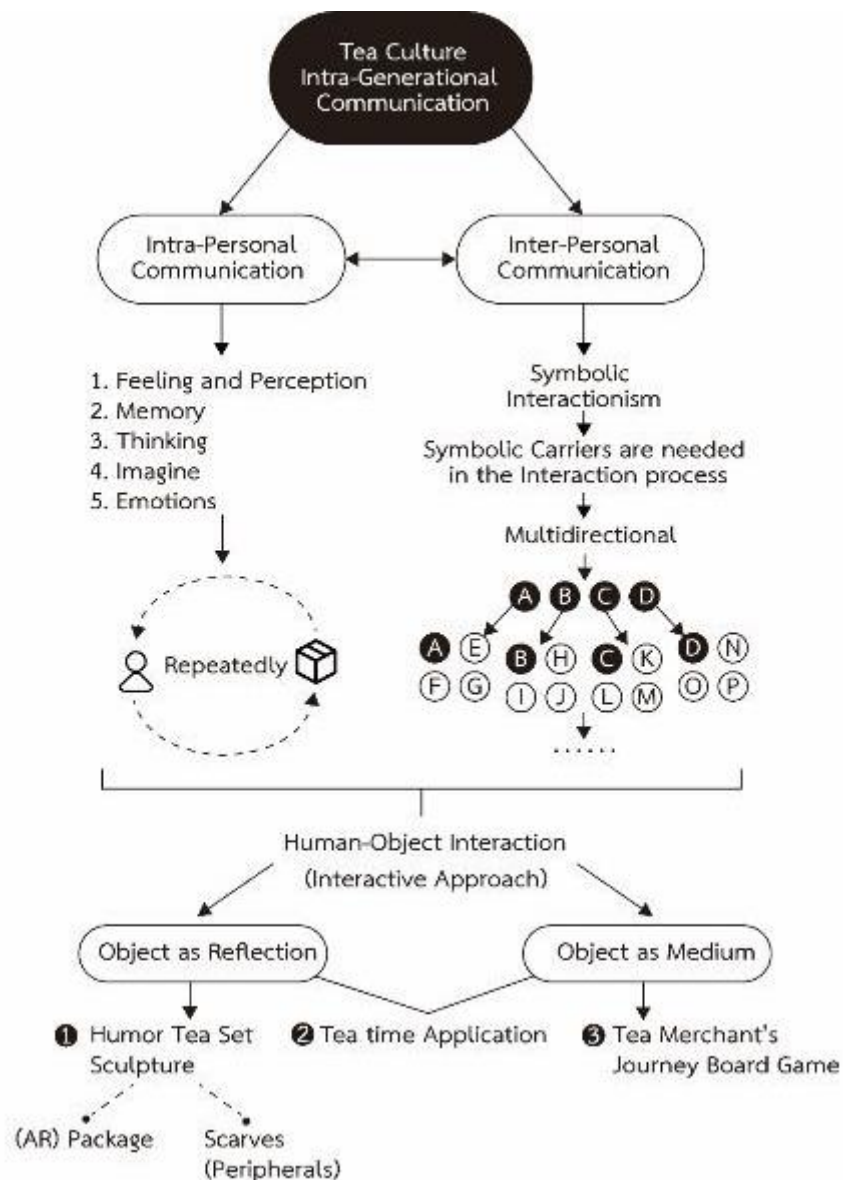 Tea Culture
Intra-Generational
Communication
Intra-Personal
Communication
Inter-Personal
Communication
1. Feeling and Perception
2. Memory
3. Thinking
4. Imagine
5. Emotions
Repeatedly
Symbolic
Interactionism
Symbolic Carriers are needed
in the Interaction process
Multidirectional
A B C D
A E B H C K D N
F G I J L M O P
......
Human-Object Interaction
(Interactive Approach)
Object as Reflection
Object as Medium
1 Humor Tea Set
Sculpture
2 Tea time Application
3 Tea Merchant's
Journey Board Game
(AR) Package
Scarves
(Peripherals)